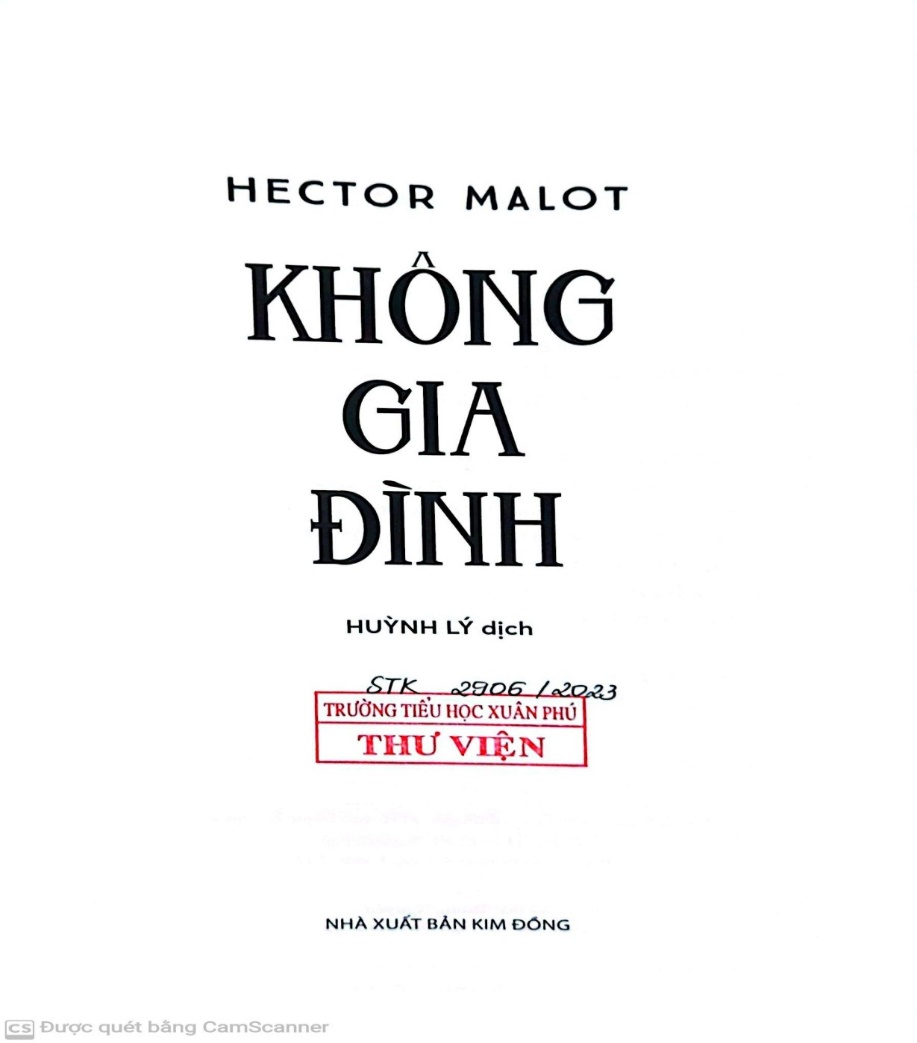 HECTOR MALOT
KHÔNG
GIA
ĐÌNH
HUỲNH LÝ dịch
STK 2906/2023
TRƯỜNG TIỂU HỌC XUÂN PHÚ
THƯ VIỆN
NHÀ XUẤT BẢN KIM ĐỒNG
CS Được quét bằng CamScanner